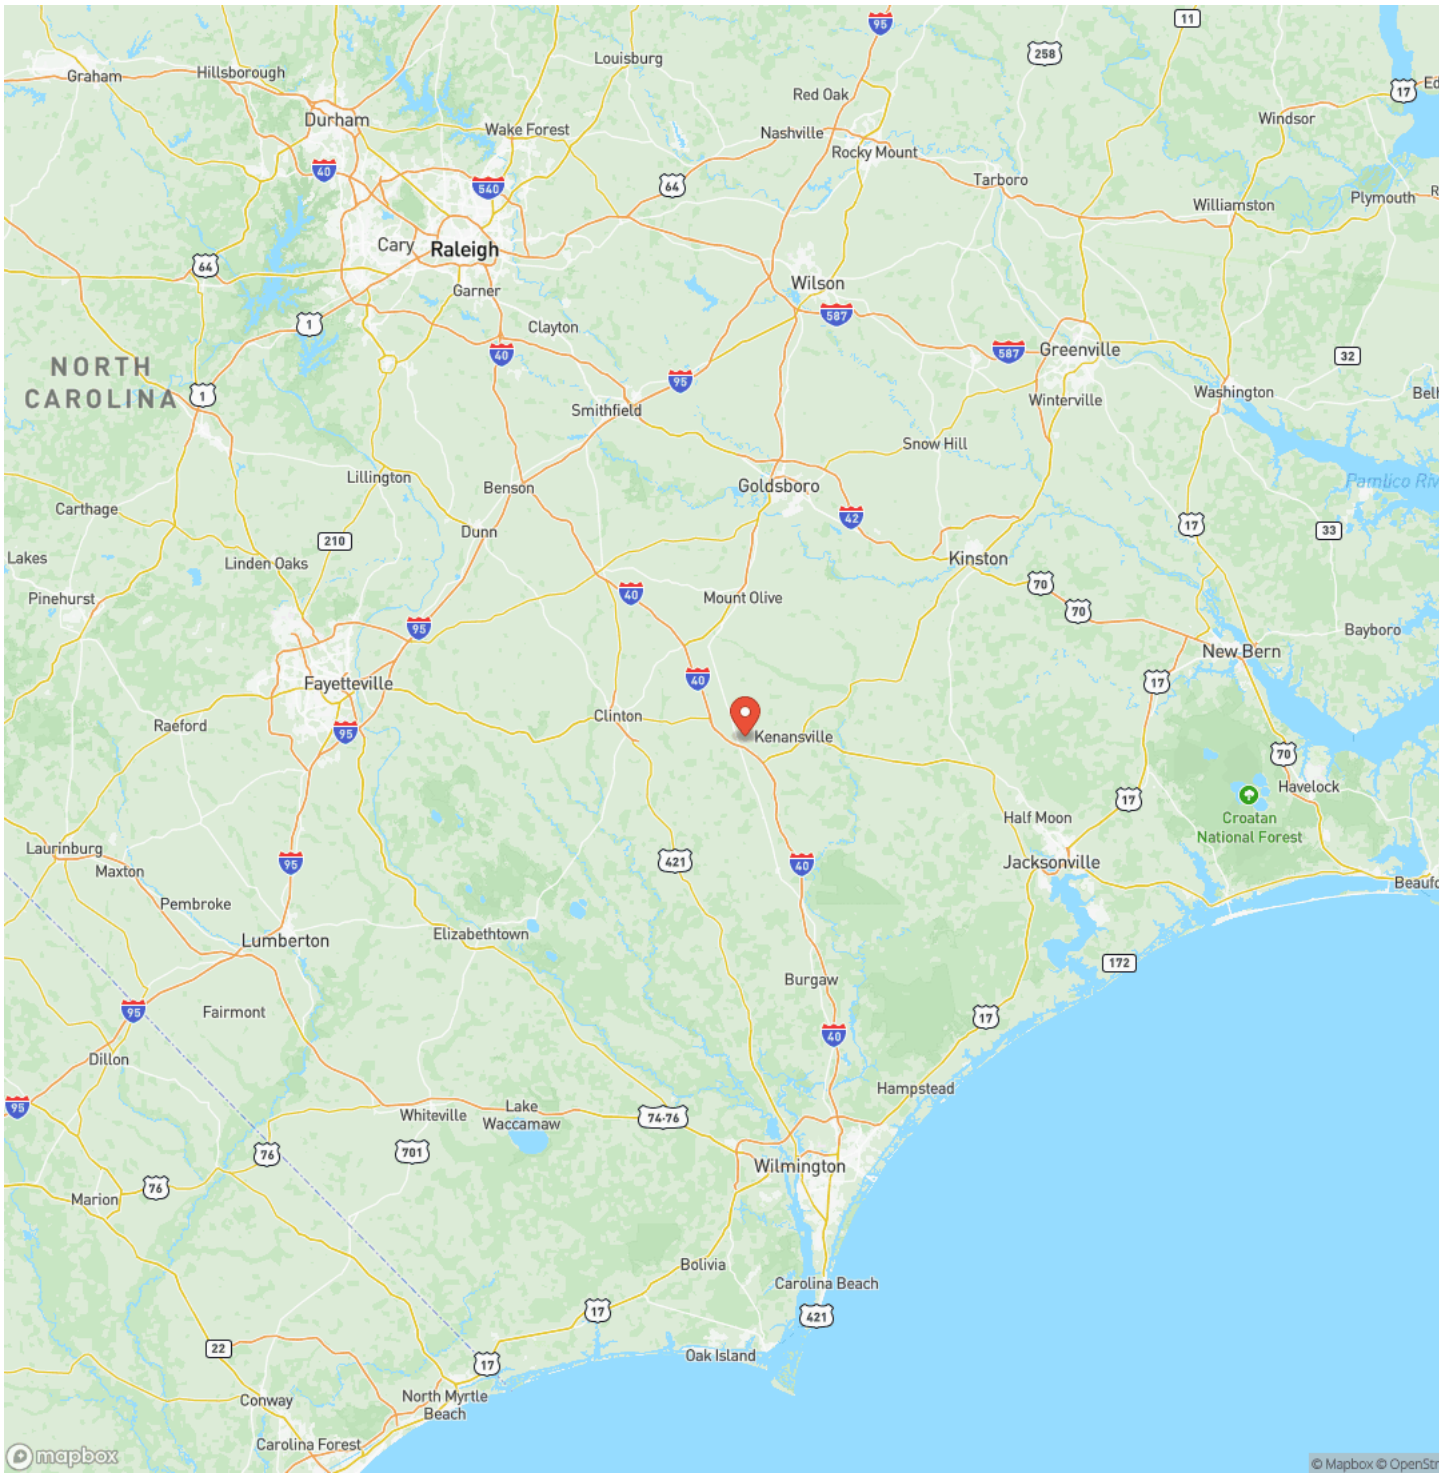 95
11
258
Louisburg
Graham
Hillsborough
Red Oak
17
Ed
Durham
Wake Forest
Nashville
Windsor
Rocky Mount
40
540
64
Tarboro
Plymouth
R
Williamston
Cary
Raleigh
64
Wilson
Garner
587
1
Clayton
40
587
Greenville
32
NORTH
CAROLINA
1
95
Smithfield
Winterville
Washington
Belh
Snow Hill
Lillington
Benson
Goldsboro
Pamlico Riv
Carthage
42
17
33
Dunn
210
Lakes
Linden Oaks
Kinston
70
Pinehurst
40
Mount Olive
70
95
Bayboro
New Bern
Fayetteville
40
17
Raeford
Clinton
95
Kenansville
70
Havelock
17
Half Moon
Croatan
National Forest
Laurinburg
Maxton
95
421
40
Jacksonville
Beaufo
Pembroke
Lumberton
Elizabethtown
172
Burgaw
95
Fairmont
17
40
Dillon
Hampstead
95
Whiteville
Lake
Waccamaw
74-76
76
701
Wilmington
Marion
76
Bolivia
Carolina Beach
17
421
22
Oak Island
17
Conway
North Myrtle
Beach
Carolina Forest
mapbox
© Mapbox © OpenStr